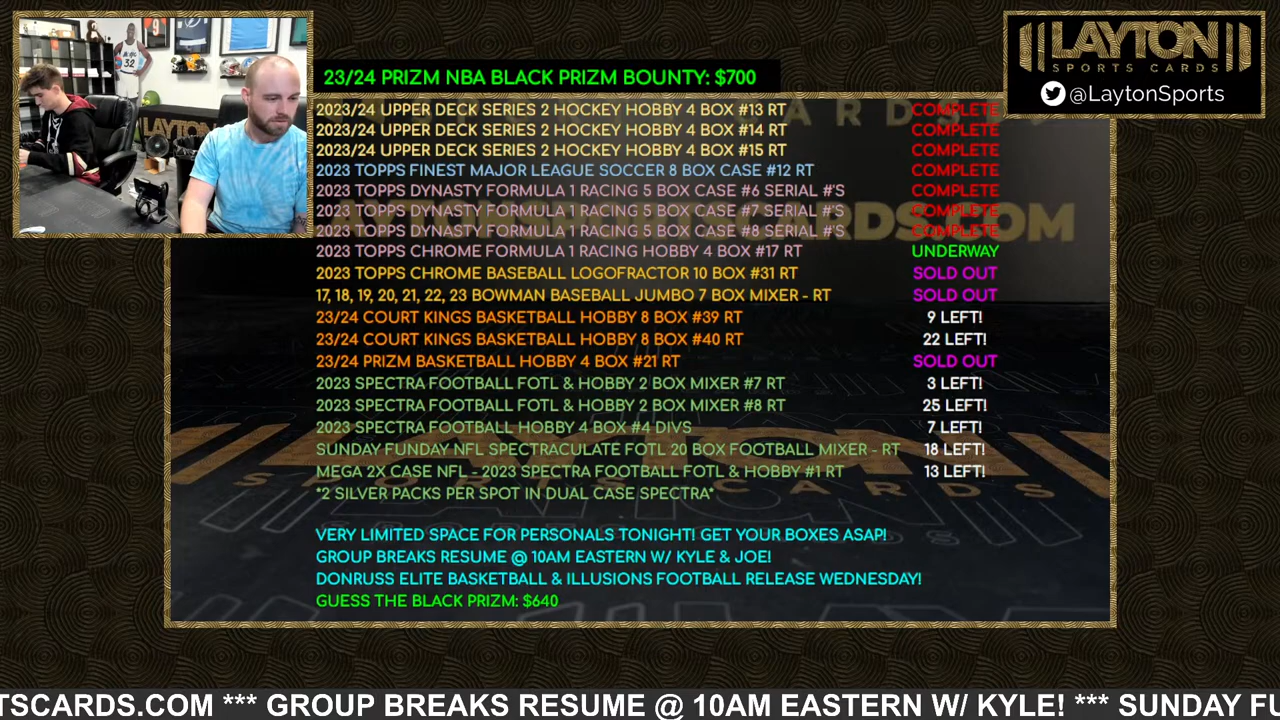 LAYTON
SPORTS CARDS
@LaytonSports
23/24 PRIZM NBA BLACK PRIZM BOUNTY: $700
2023/24 UPPER DECK SERIES 2 HOCKEY HOBBY 4 BOX #13 RT COMPLETE
2023/24 UPPER DECK SERIES 2 HOCKEY HOBBY 4 BOX #14 RT COMPLETE
2023/24 UPPER DECK SERIES 2 HOCKEY HOBBY 4 BOX #15 RT COMPLETE
2023 TOPPS FINEST MAJOR LEAGUE SOCCER 8 BOX CASE #12 RT COMPLETE
2023 TOPPS DYNASTY FORMULA 1 RACING 5 BOX CASE #6 SERIAL #'S COMPLETE
2023 TOPPS DYNASTY FORMULA 1 RACING 5 BOX CASE #7 SERIAL #'S COMPLETE
2023 TOPPS DYNASTY FORMULA 1 RACING 5 BOX CASE #8 SERIAL #'S COMPLETE
2023 TOPPS CHROME FORMULA 1 RACING HOBBY 4 BOX #17 RT UNDERWAY
2023 TOPPS CHROME BASEBALL LOGOFRACTOR 10 BOX #31 RT SOLD OUT
17, 18, 19, 20, 21, 22, 23 BOWMAN BASEBALL JUMBO 7 BOX MIXER - RT SOLD OUT
23/24 COURT KINGS BASKETBALL HOBBY 8 BOX #39 RT 9 LEFT!
23/24 COURT KINGS BASKETBALL HOBBY 8 BOX #40 RT 22 LEFT!
23/24 PRIZM BASKETBALL HOBBY 4 BOX #21 RT SOLD OUT
2023 SPECTRA FOOTBALL FOTL & HOBBY 2 BOX MIXER #7 RT 3 LEFT!
2023 SPECTRA FOOTBALL FOTL & HOBBY 2 BOX MIXER #8 RT 25 LEFT!
2023 SPECTRA FOOTBALL HOBBY 4 BOX #4 DIVS 7 LEFT!
SUNDAY FUNDAY NFL SPECTRACULATE FOTL 20 BOX FOOTBALL MIXER - RT 18 LEFT!
MEGA 2X CASE NFL - 2023 SPECTRA FOOTBALL FOTL & HOBBY #1 RT 13 LEFT!
*2 SILVER PACKS PER SPOT IN DUAL CASE SPECTRA*
VERY LIMITED SPACE FOR PERSONALS TONIGHT! GET YOUR BOXES ASAP!
GROUP BREAKS RESUME @ 10AM EASTERN W/ KYLE & JOE!
DONRUSS ELITE BASKETBALL & ILLUSIONS FOOTBALL RELEASE WEDNESDAY!
GUESS THE BLACK PRIZM: $640
TSCARDS.COM *** GROUP BREAKS RESUME @ 10AM EASTERN W/ KYLE! *** SUNDAY FU